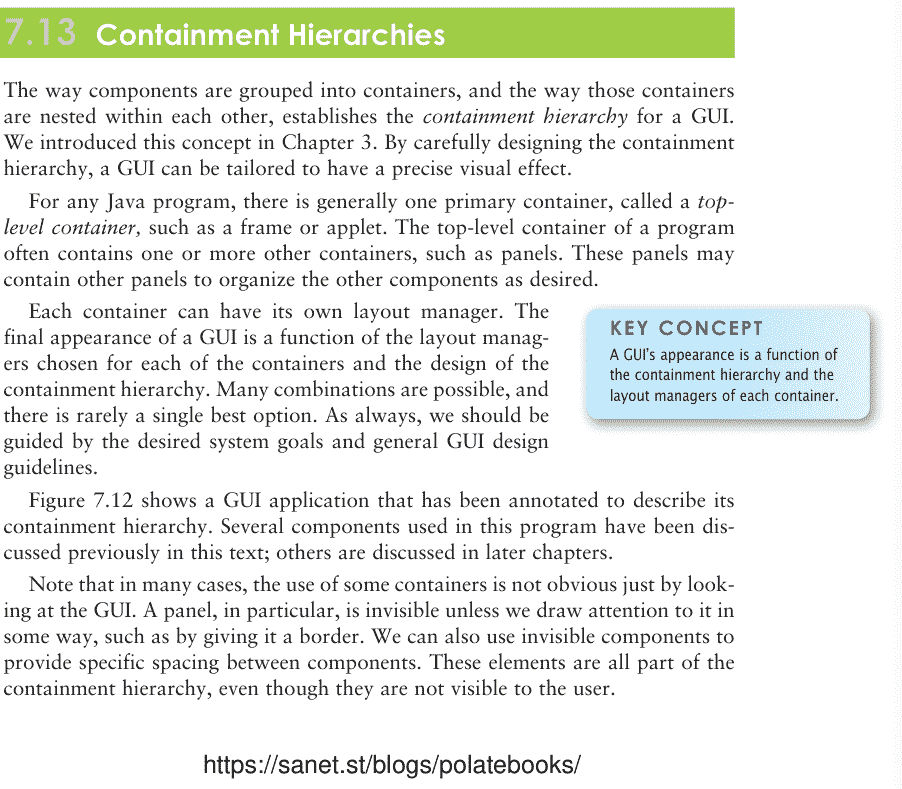 7.13 Containment Hierarchies
The way components are grouped into containers, and the way those containers
are nested within each other, establishes the containment hierarchy for a GUI.
We introduced this concept in Chapter 3. By carefully designing the containment
hierarchy, a GUI can be tailored to have a precise visual effect.
For any Java program, there is generally one primary container, called a top-
level container, such as a frame or applet. The top-level container of a program
often contains one or more other containers, such as panels. These panels may
contain other panels to organize the other components as desired.
Each container can have its own layout manager. The
final appearance of a GUI is a function of the layout manag-
ers chosen for each of the containers and the design of the
containment hierarchy. Many combinations are possible, and
there is rarely a single best option. As always, we should be
guided by the desired system goals and general GUI design
guidelines.
KEY CONCEPT
A GUI's appearance is a function of
the containment hierarchy and the
layout managers of each container.
Figure 7.12 shows a GUI application that has been annotated to describe its
containment hierarchy. Several components used in this program have been dis-
cussed previously in this text; others are discussed in later chapters.
Note that in many cases, the use of some containers is not obvious just by look-
ing at the GUI. A panel, in particular, is invisible unless we draw attention to it in
some way, such as by giving it a border. We can also use invisible components to
provide specific spacing between components. These elements are all part of the
containment hierarchy, even though they are not visible to the user.
https://sanet.st/blogs/polatebooks/